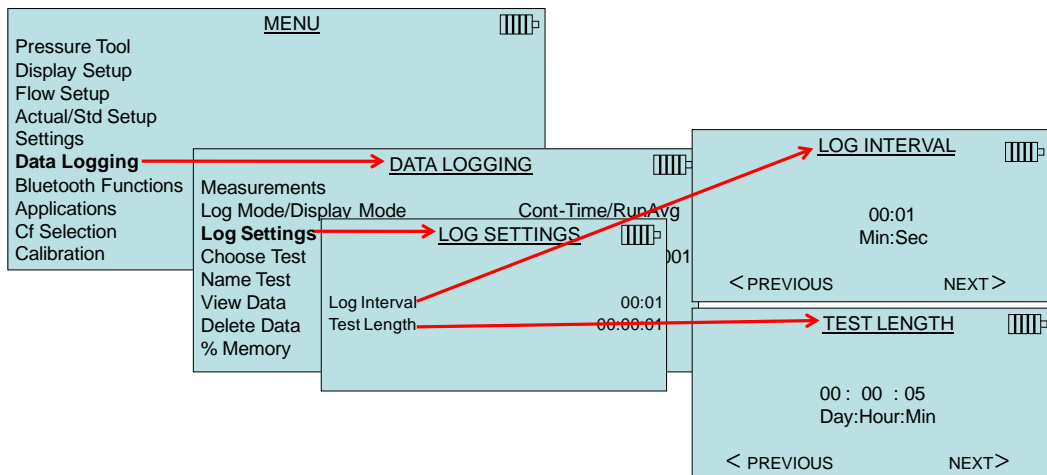 MENU
Pressure Tool
Display Setup
Flow Setup
Actual/Std Setup
Settings
Data Logging
Bluetooth Functions
Applications
Cf Selection
Calibration
DATA LOGGING
Measurements
Log Mode/Display Mode Cont-Time/RunAvg
Log Settings
Choose Test 001
Name Test
View Data
Delete Data
% Memory
LOG SETTINGS
Log Interval 00:01
Test Length 00:00:01
LOG INTERVAL
00:01
Min:Sec
< PREVIOUS NEXT >
TEST LENGTH
00 : 00 : 05
Day:Hour:Min
< PREVIOUS NEXT >